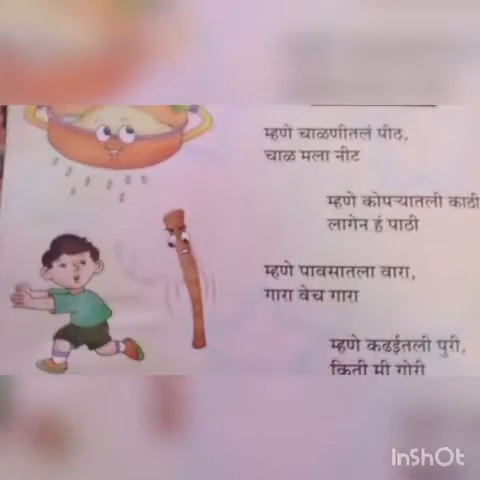 म्हणे चाळणीतलं पीठ,
चाळ मला नीट
म्हणे कोपऱ्यातली काठी
लागेन हं पाठी
म्हणे पावसातला वारा,
गारा वेच गारा
म्हणे कढईतली पुरी,
किती मी गोरी
InShOt